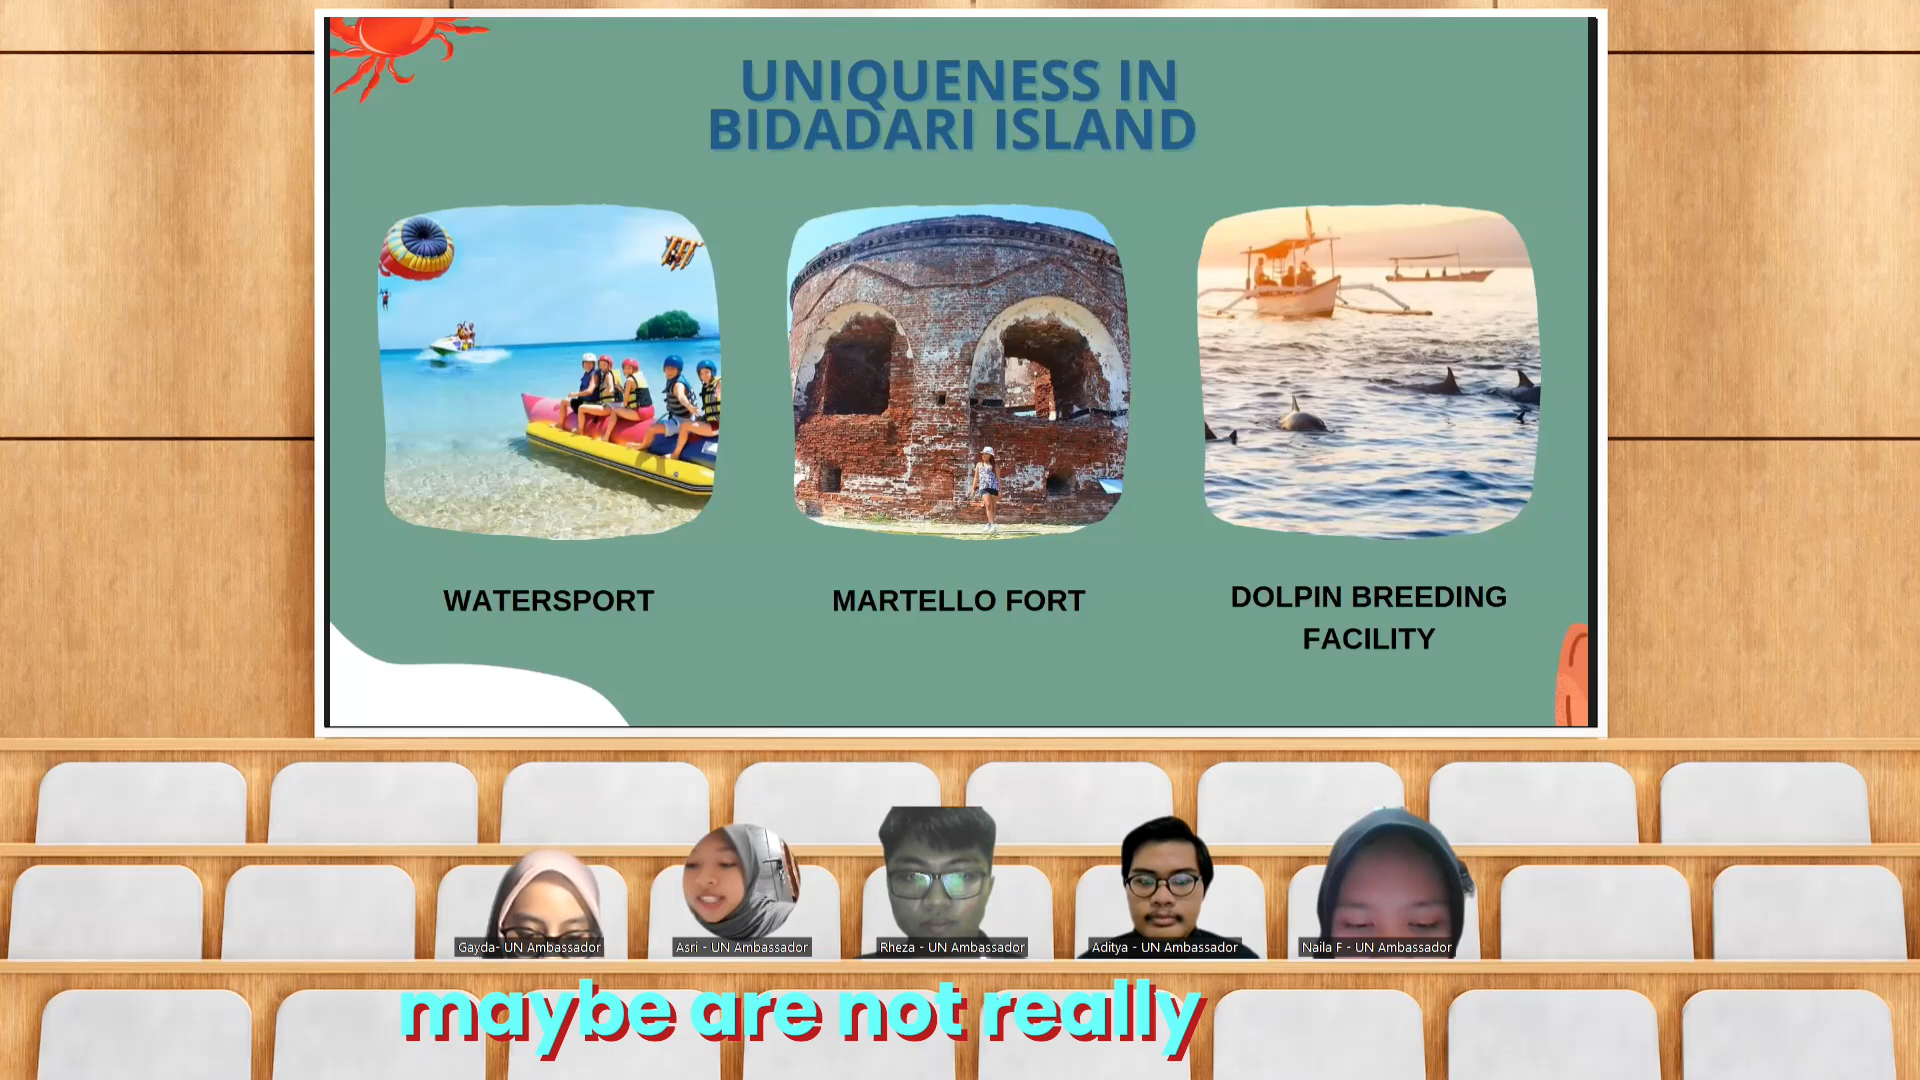 UNIQUENESS IN
BIDADARI ISLAND
WATERSPORT
MARTELLO FORT
DOLPIN BREEDING
FACILITY
Gayda- UN Ambassador
Asri - UN Ambassador
Rheza - UN Ambassador
Aditya - UN Ambassador
Naila F - UN Ambassador
maybe are not really